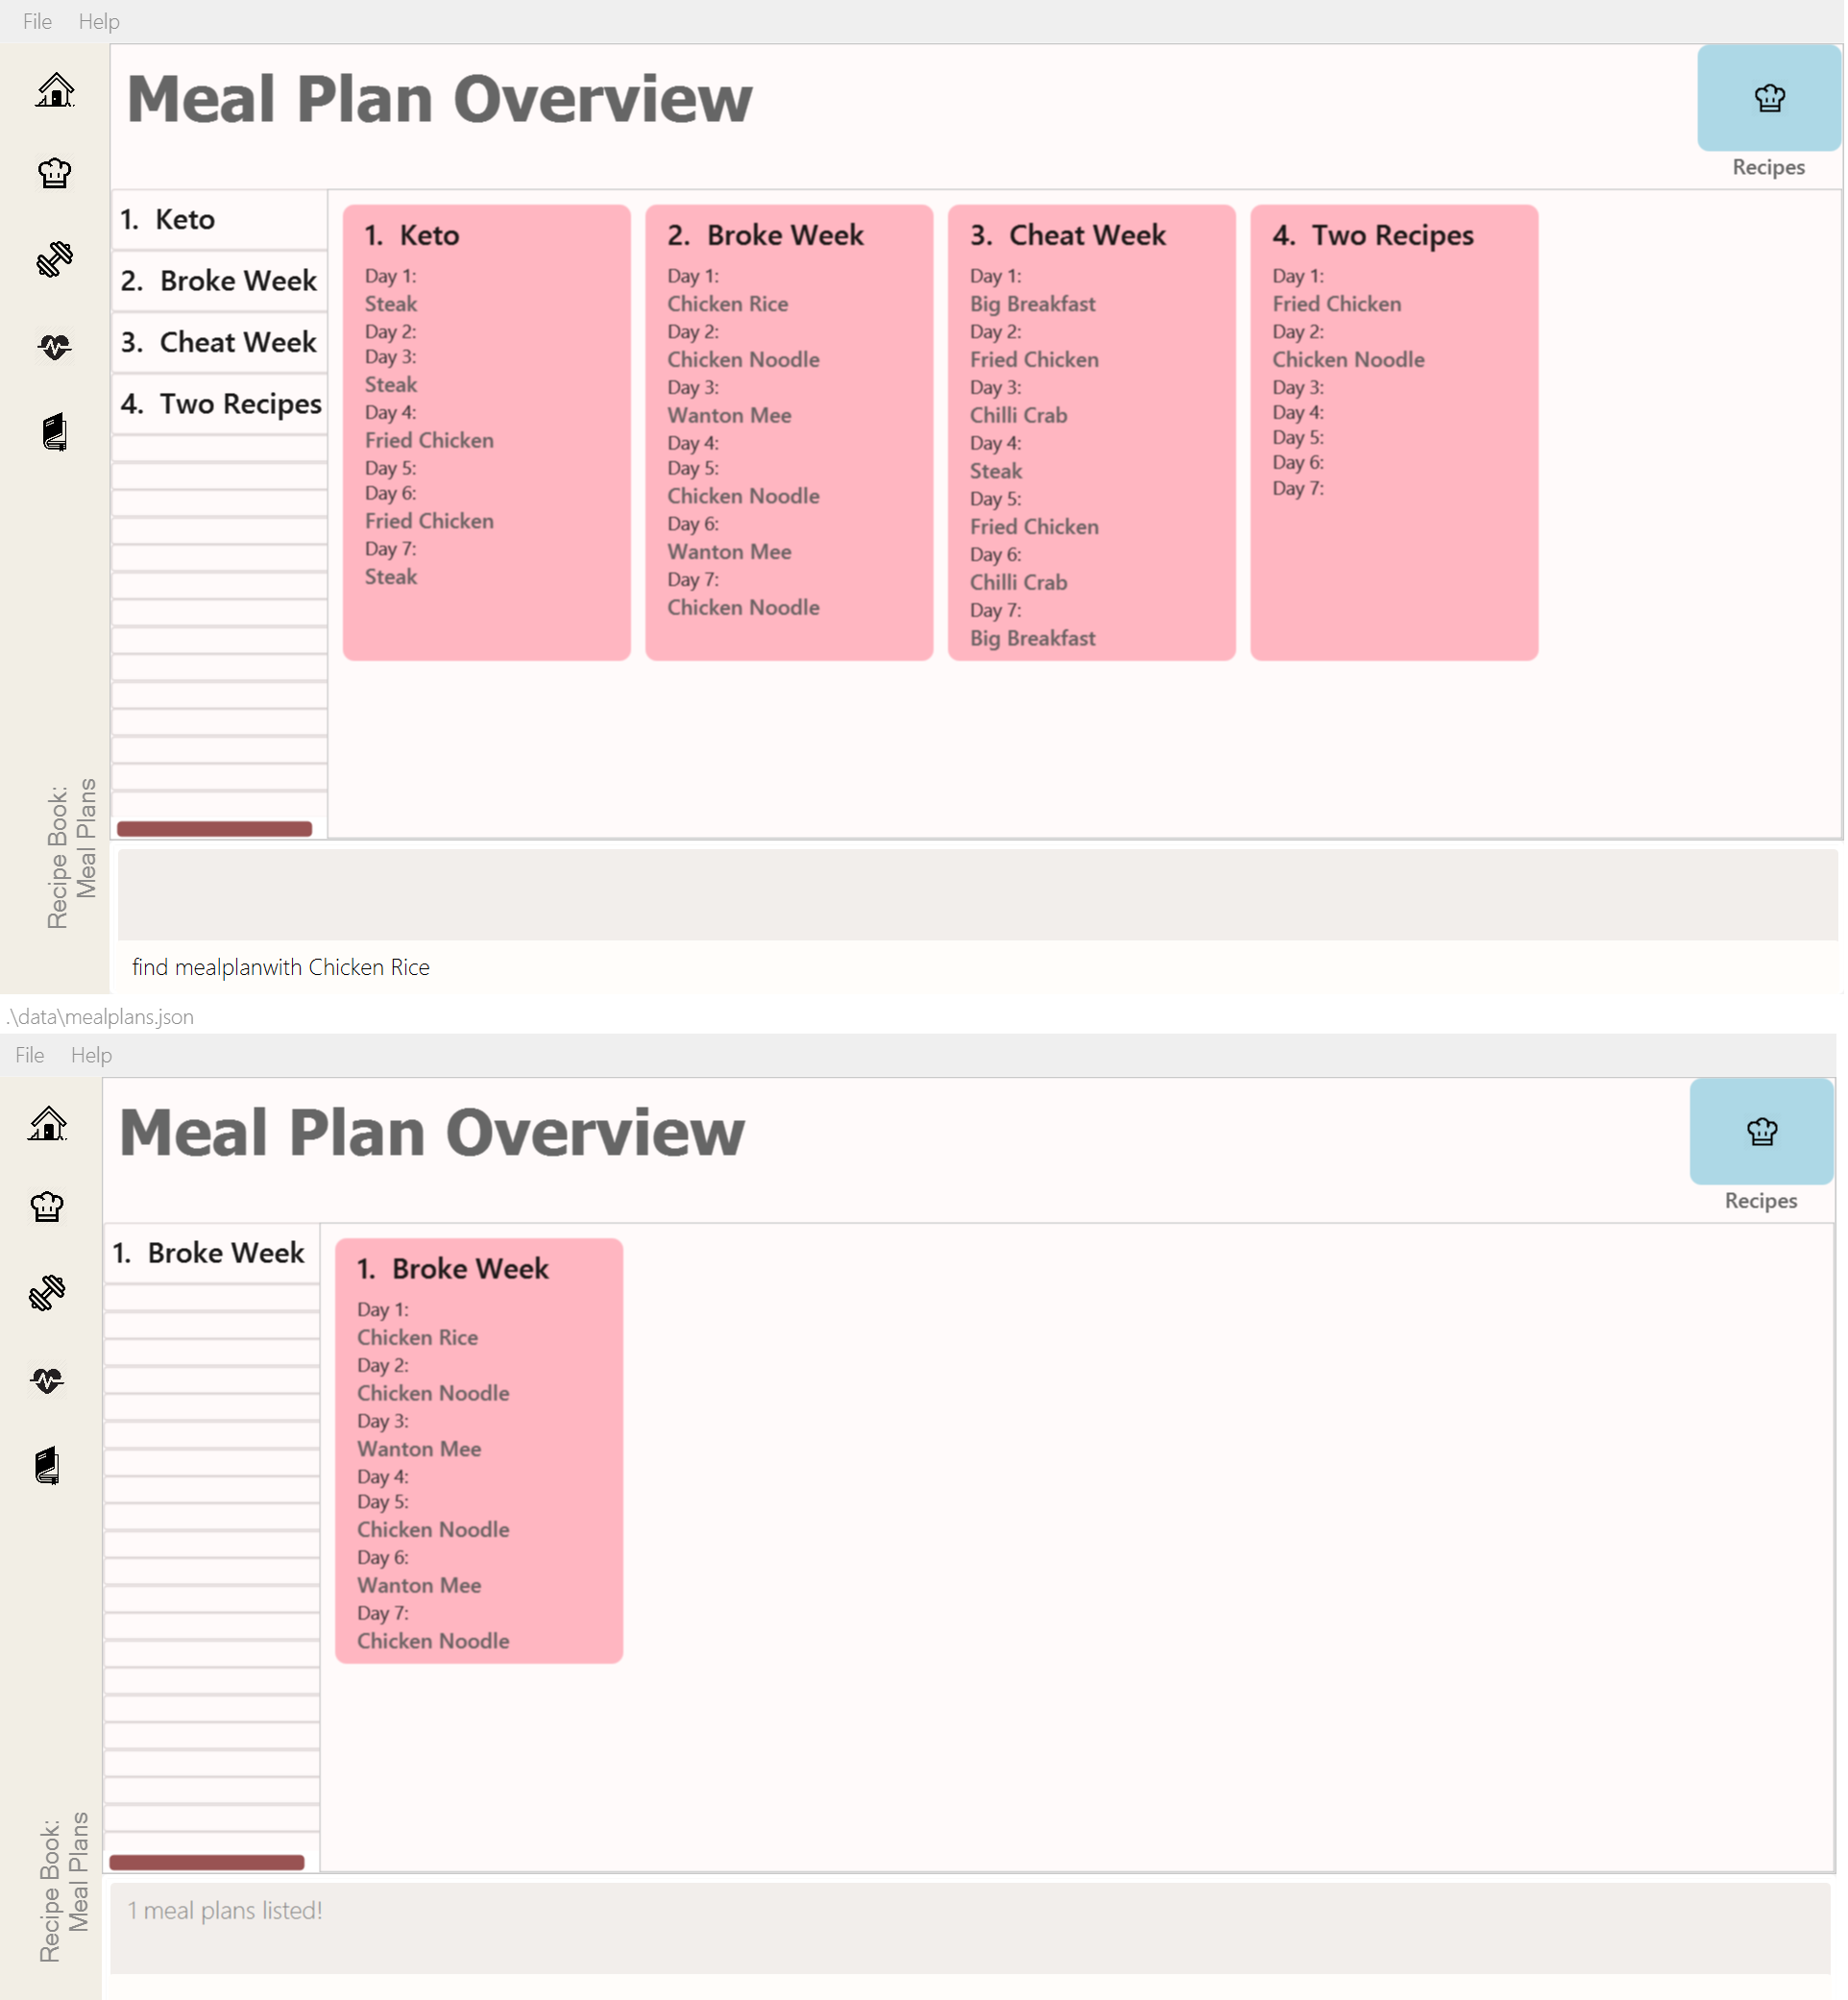 File Help
Meal Plan Overview
Recipes
1. Keto
2. Broke Week
3. Cheat Week
4. Two Recipes
1. Keto
Day 1:
Steak
Day 2:
Day 3:
Steak
Day 4:
Fried Chicken
Day 5:
Day 6:
Fried Chicken
Day 7:
Steak
2. Broke Week
Day 1:
Chicken Rice
Day 2:
Chicken Noodle
Day 3:
Wanton Mee
Day 4:
Day 5:
Chicken Noodle
Day 6:
Wanton Mee
Day 7:
Chicken Noodle
3. Cheat Week
Day 1:
Big Breakfast
Day 2:
Fried Chicken
Day 3:
Chilli Crab
Day 4:
Steak
Day 5:
Fried Chicken
Day 6:
Chilli Crab
Day 7:
Big Breakfast
4. Two Recipes
Day 1:
Fried Chicken
Day 2:
Chicken Noodle
Day 3:
Day 4:
Day 5:
Day 6:
Day 7:
Recipe Book:
Meal Plans
find mealplanwith Chicken Rice
.\data\mealplans.json
File Help
Meal Plan Overview
Recipes
1. Broke Week
1. Broke Week
Day 1:
Chicken Rice
Day 2:
Chicken Noodle
Day 3:
Wanton Mee
Day 4:
Day 5:
Chicken Noodle
Day 6:
Wanton Mee
Day 7:
Chicken Noodle
Recipe Book:
Meal Plans
1 meal plans listed!